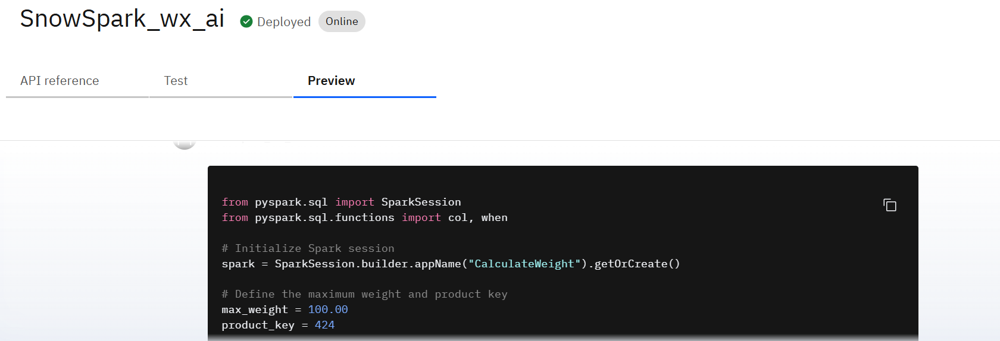 SnowSpark_wx_ai Deployed Online
API reference Test Preview
from pyspark.sql import SparkSession
from pyspark.sql.functions import col, when
# Initialize Spark session
spark = SparkSession.builder.appName("CalculateWeight").getOrCreate()
# Define the maximum weight and product key
max_weight = 100.00
product_key = 424